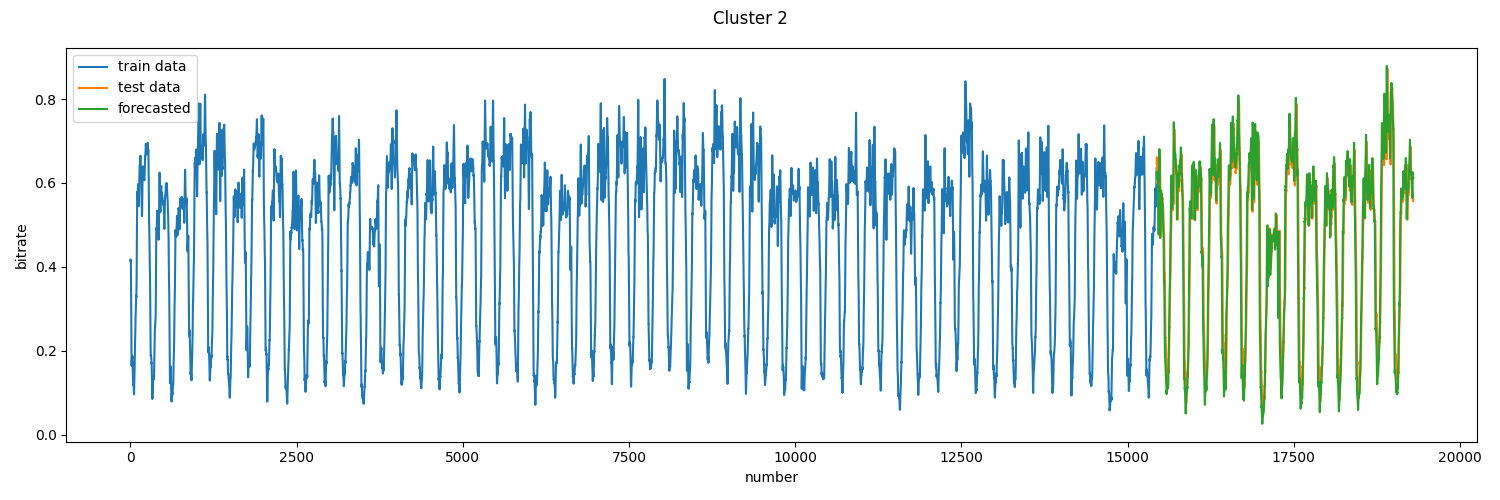 Cluster 2
train data
test data
forecasted
bitrate
0.8
0.6
0.4
0.2
0.0
0 2500 5000 7500 10000 12500 15000 17500 20000
number